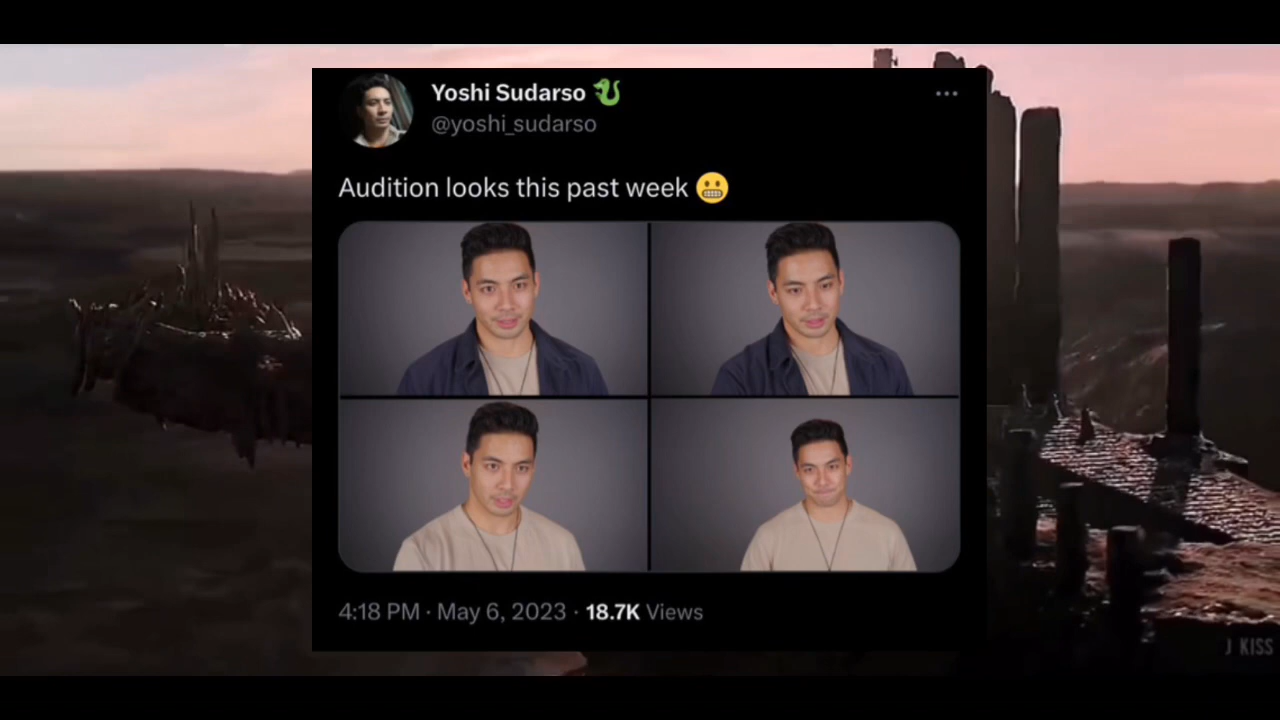 Yoshi Sudarso 🐉
@yoshi_sudarso
Audition looks this past week 😬
4:18 PM · May 6, 2023 · 18.7K Views
J KISS